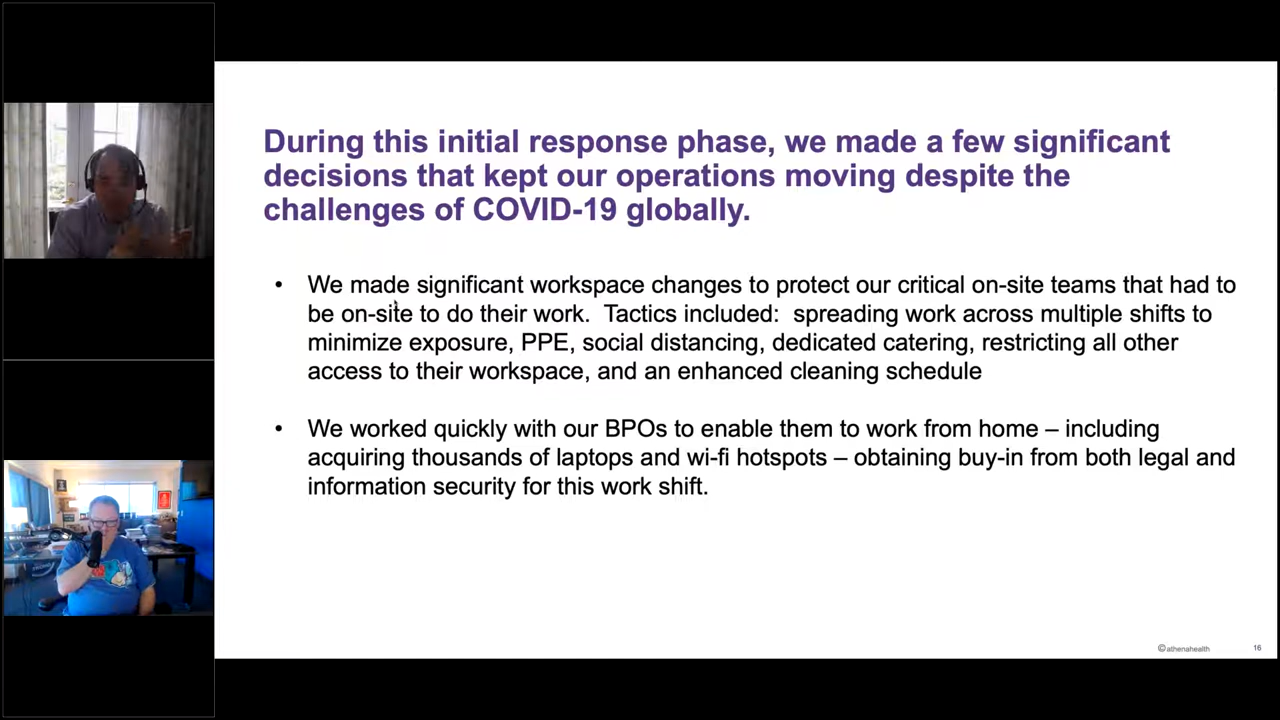 During this initial response phase, we made a few significant
decisions that kept our operations moving despite the
challenges of COVID-19 globally.
• We made significant workspace changes to protect our critical on-site teams that had to
be on-site to do their work.  Tactics included:  spreading work across multiple shifts to
minimize exposure, PPE, social distancing, dedicated catering, restricting all other
access to their workspace, and an enhanced cleaning schedule
• We worked quickly with our BPOs to enable them to work from home – including
acquiring thousands of laptops and wi-fi hotspots – obtaining buy-in from both legal and
information security for this work shift.
©athenahealth
16